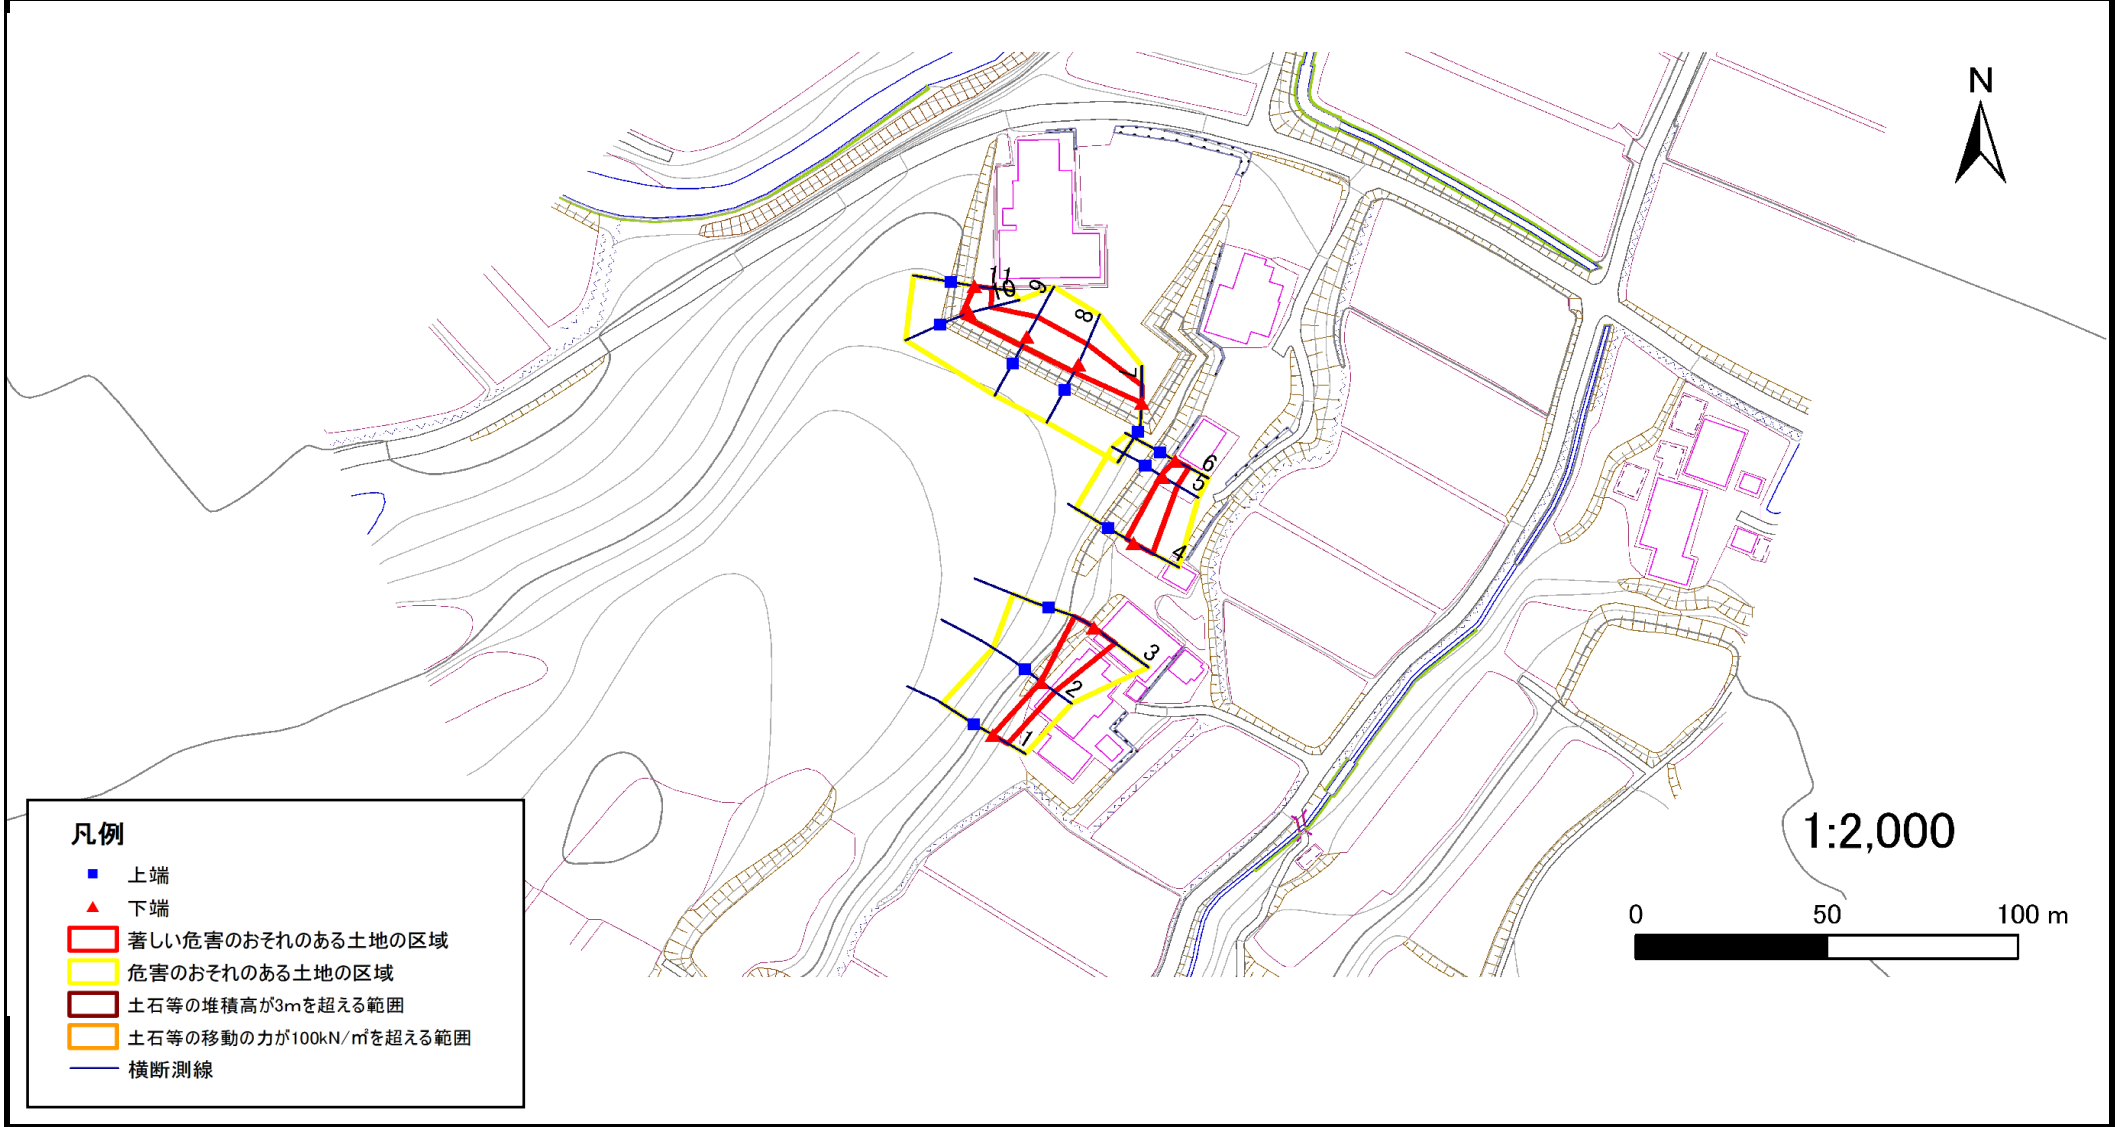 N
11
10
9
8
7
6
5
4
3
2
1
1:2,000
0 50 100 m
凡例
上端
下端
著しい危害のおそれのある土地の区域
危害のおそれのある土地の区域
土石等の堆積高が3mを超える範囲
土石等の移動の力が100kN/㎡を超える範囲
横断測線